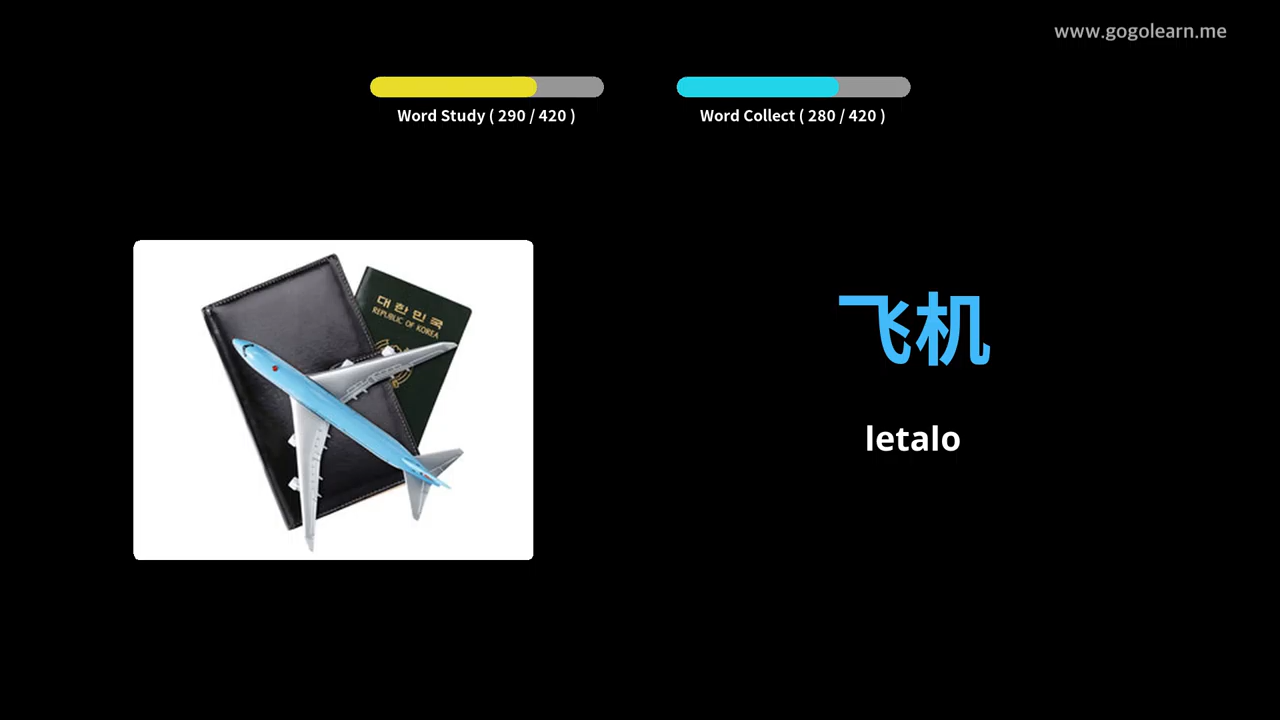 www.gogolearn.me
Word Study ( 290 / 420 )
Word Collect ( 280 / 420 )
대한민국
REPUBLIC OF KOREA
飞机
letalo